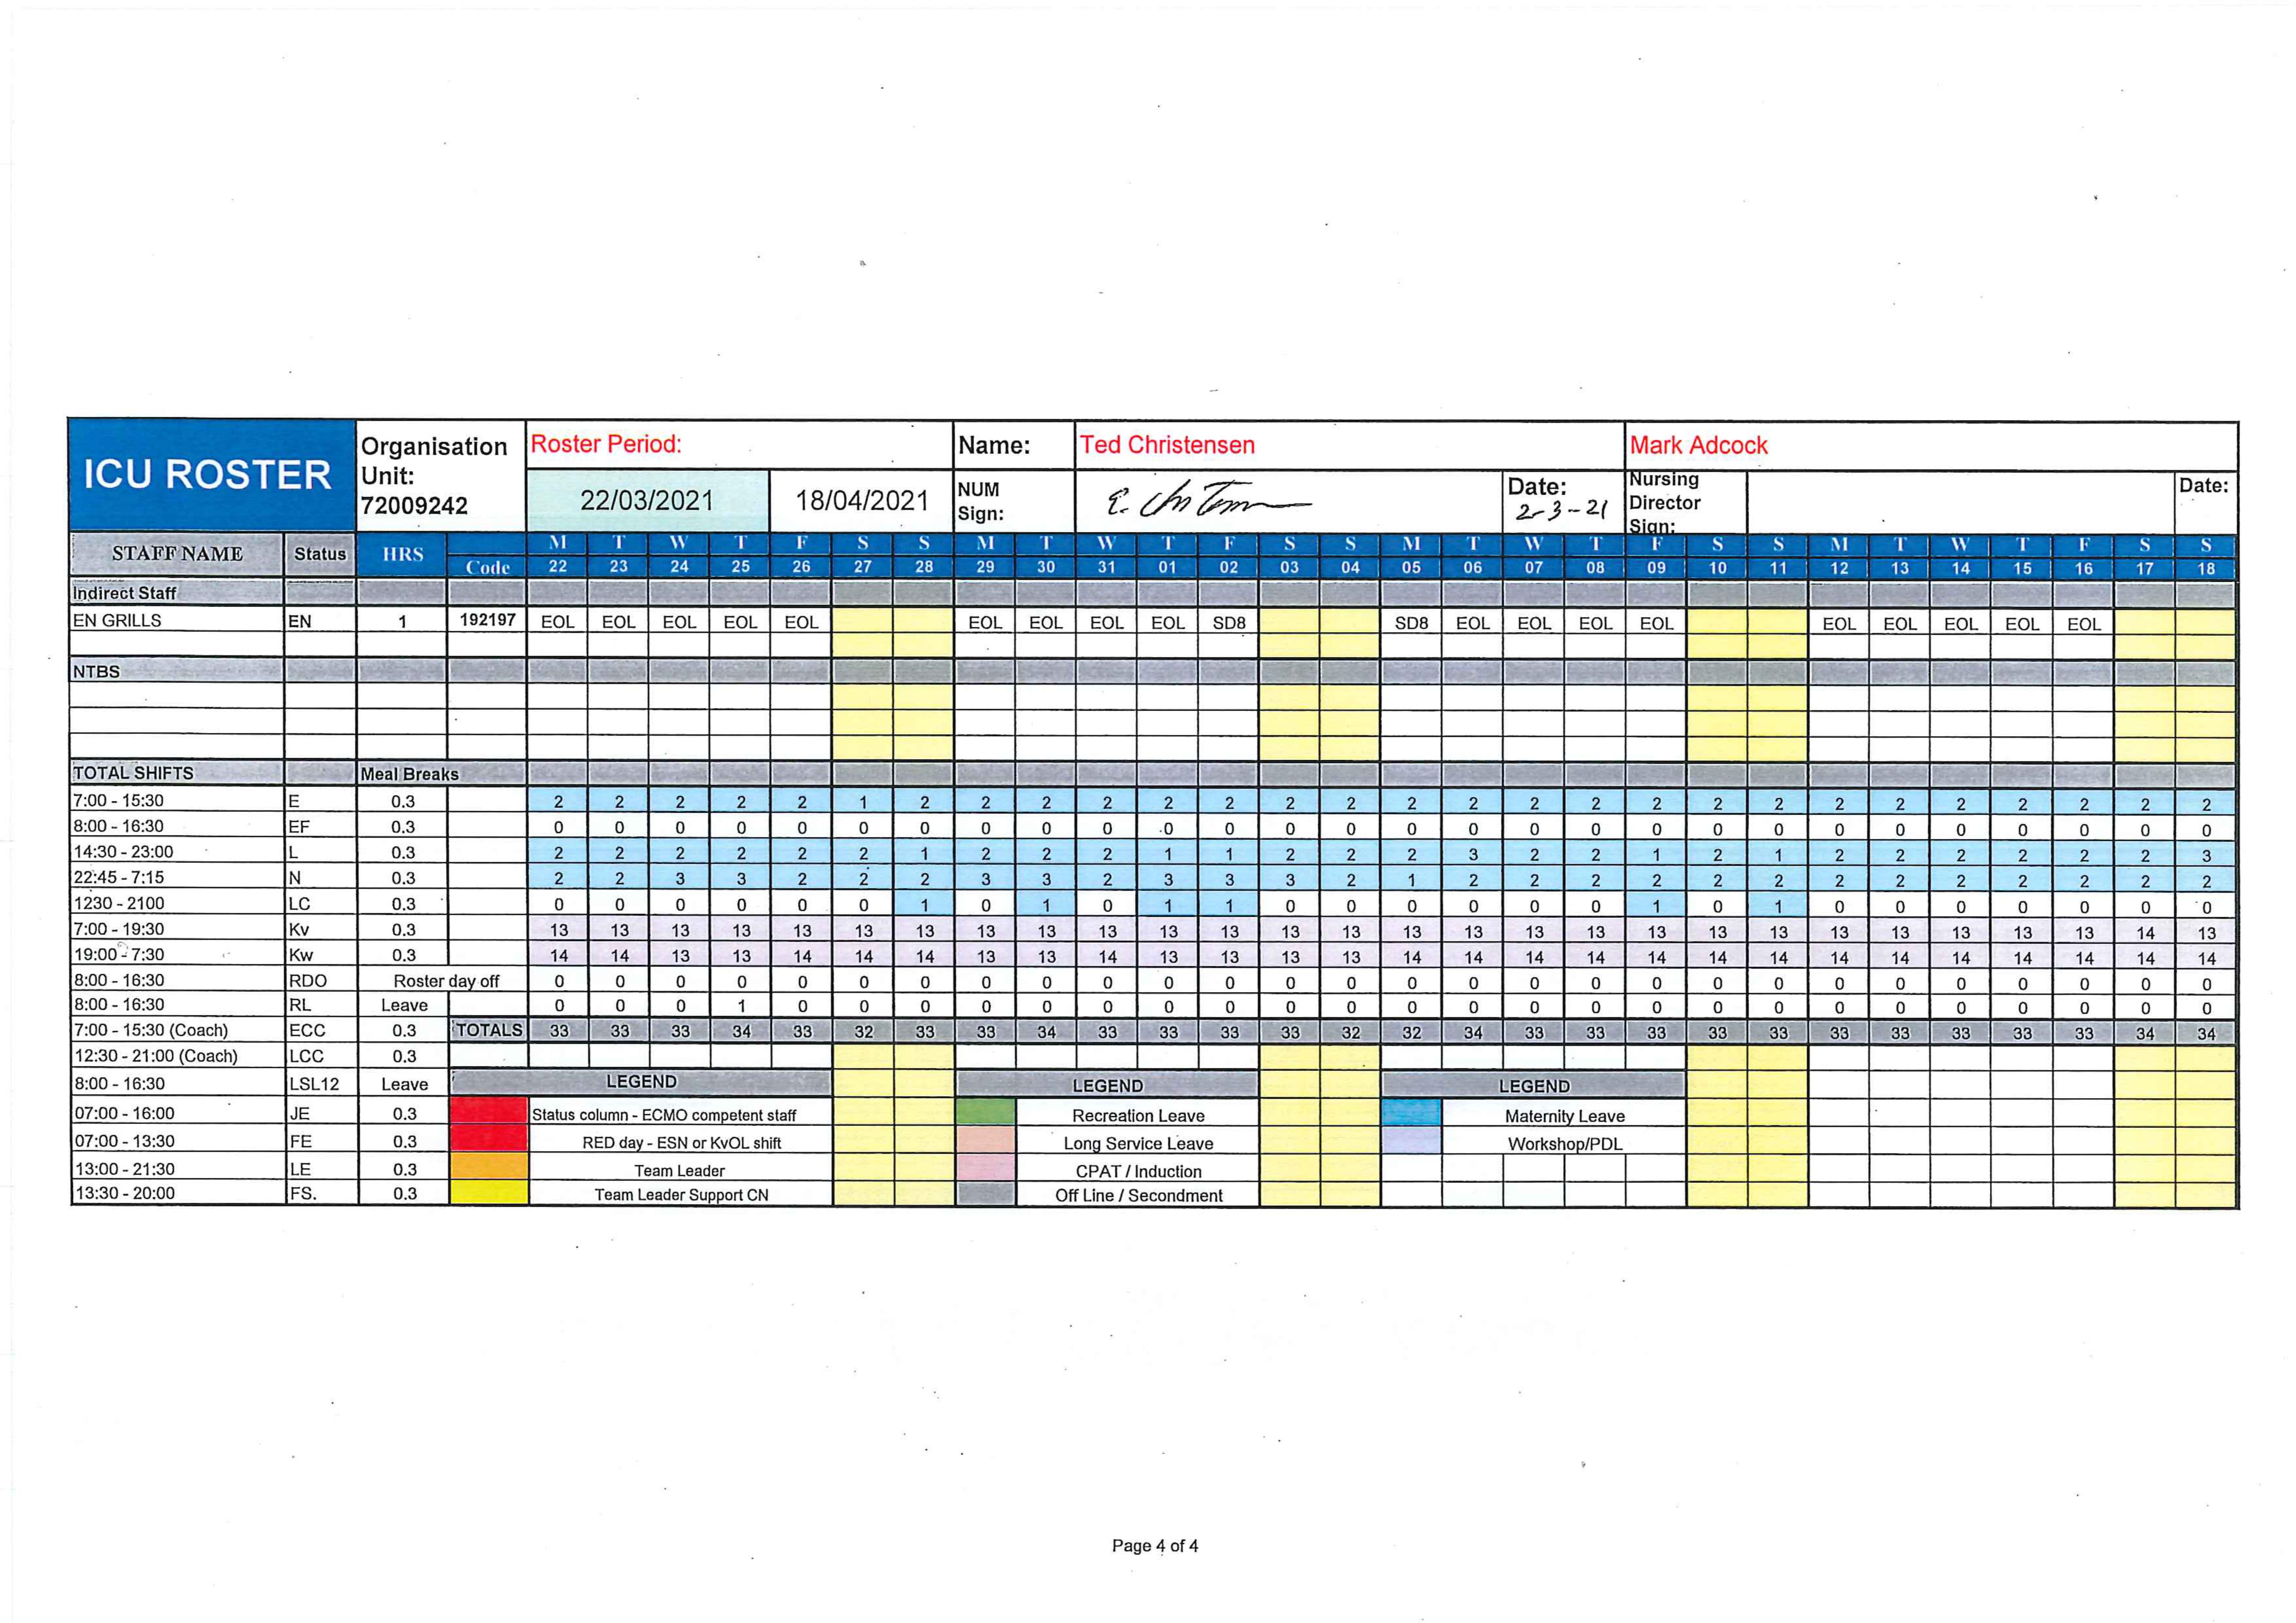 ICU ROSTER
Organisation Unit: 72009242
Roster Period:
22/03/2021 18/04/2021
Name: Ted Christensen
Mark Adcock
NUM Sign:
Date: 2-3-21
Nursing Director Sign:
Date:
STAFF NAME Status HRS Code M T W T F S S M T W T F S S M T W T F S S M T W T F S S
22 23 24 25 26 27 28 29 30 31 01 02 03 04 05 06 07 08 09 10 11 12 13 14 15 16 17 18
Indirect Staff
EN GRILLS EN 1 192197 EOL EOL EOL EOL EOL EOL EOL EOL EOL SD8 SD8 EOL EOL EOL EOL EOL EOL EOL EOL EOL
NTBS
TOTAL SHIFTS Meal Breaks
7:00 - 15:30 E 0.3 2 2 2 2 2 1 2 2 2 2 2 2 2 2 2 2 2 2 2 2 2 2 2 2 2 2 2 2
8:00 - 16:30 EF 0.3 0 0 0 0 0 0 0 0 0 0 0 0 0 0 0 0 0 0 0 0 0 0 0 0 0 0 0 0
14:30 - 23:00 L 0.3 2 2 2 2 2 2 1 2 2 2 1 1 2 2 2 3 2 2 1 2 1 2 2 2 2 2 2 3
22:45 - 7:15 N 0.3 2 2 3 3 2 2 2 3 3 2 3 3 3 2 1 2 2 2 2 2 2 2 2 2 2 2 2 2
1230 - 2100 LC 0.3 0 0 0 0 0 0 1 0 1 0 1 1 0 0 0 0 0 0 1 0 1 0 0 0 0 0 0 0
7:00 - 19:30 Kv 0.3 13 13 13 13 13 13 13 13 13 13 13 13 13 13 13 13 13 13 13 13 13 13 13 13 13 13 14 13
19:00 - 7:30 Kw 0.3 14 14 13 13 14 14 14 13 13 14 13 13 13 13 14 14 14 14 14 14 14 14 14 14 14 14 14 14
8:00 - 16:30 RDO Roster day off 0 0 0 0 0 0 0 0 0 0 0 0 0 0 0 0 0 0 0 0 0 0 0 0 0 0 0 0
8:00 - 16:30 RL Leave 0 0 0 1 0 0 0 0 0 0 0 0 0 0 0 0 0 0 0 0 0 0 0 0 0 0 0 0
7:00 - 15:30 (Coach) ECC 0.3 TOTALS 33 33 33 34 33 32 33 33 34 33 33 33 33 32 32 34 33 33 33 33 33 33 33 33 33 33 34 34
12:30 - 21:00 (Coach) LCC 0.3
8:00 - 16:30 LSL12 Leave LEGEND LEGEND LEGEND
07:00 - 16:00 JE 0.3 Status column - ECMO competent staff Recreation Leave Maternity Leave
07:00 - 13:30 FE 0.3 RED day - ESN or KvOL shift Long Service Leave Workshop/PDL
13:00 - 21:30 LE 0.3 Team Leader CPAT / Induction
13:30 - 20:00 FS. 0.3 Team Leader Support CN Off Line / Secondment
Page 4 of 4